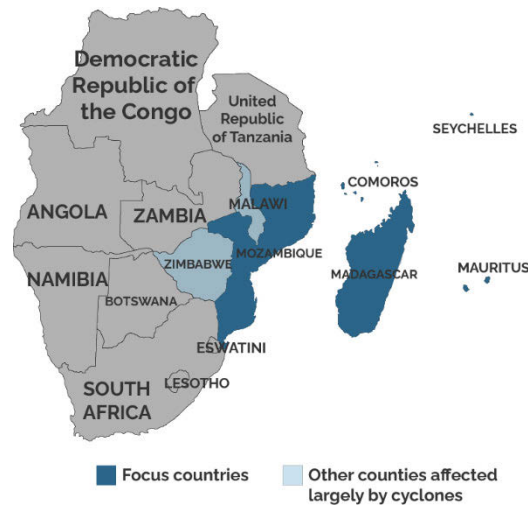 Democratic
Republic of
the Congo
United
Republic
of Tanzania
SEYCHELLES
COMOROS
MALAWI
ANGOLA
ZAMBIA
MOZAMBIQUE
ZIMBABWE
MADAGASCAR
MAURITUS
NAMIBIA
BOTSWANA
ESWATINI
LESOTHO
SOUTH
AFRICA
Focus countries
Other counties affected
largely by cyclones